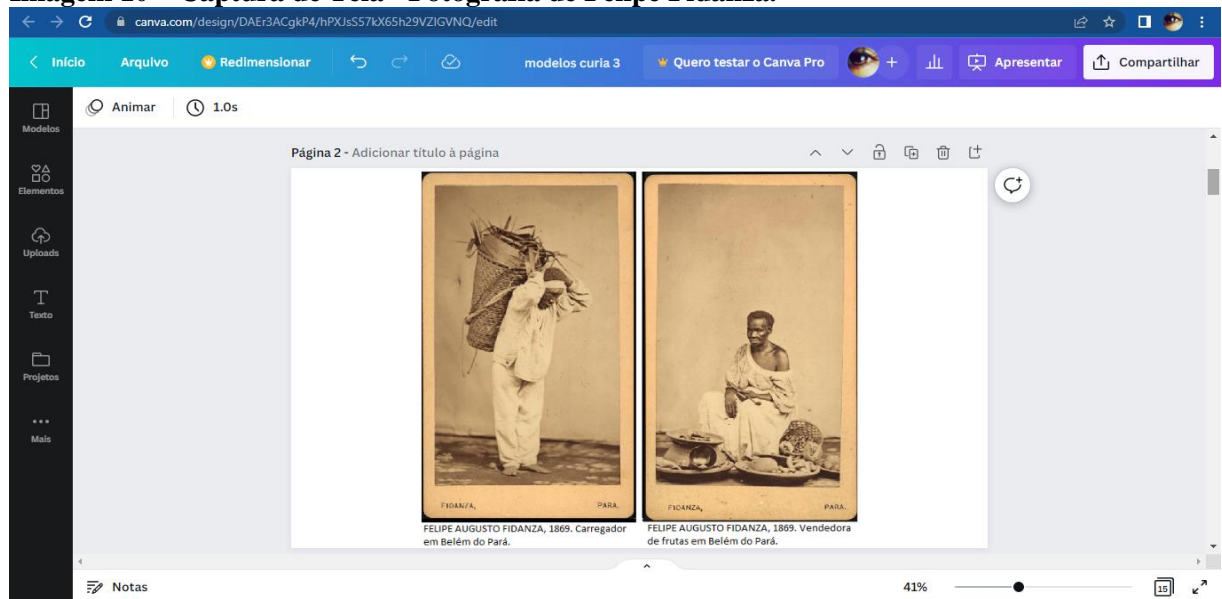 Imagem 10 – Captura de Tela - Fotografia de Felipe Fidanza.
canva.com/design/DAEr3ACgkP4/hPXJsS57kX65h29VZIGVNQ/edit
Início Arquivo Redimensionar modelos curia 3 Quero testar o Canva Pro + Apresentar Compartilhar
Animar 1.0s
Modelos
Elementos
Uploads
Texto
Projetos
Mais
Página 2 - Adicionar título à página
FIDANZA, PARA.
FIDANZA, PARA.
FELIPE AUGUSTO FIDANZA, 1869. Carregador
em Belém do Pará.
FELIPE AUGUSTO FIDANZA, 1869. Vendedora
de frutas em Belém do Pará.
Notas 41% 15